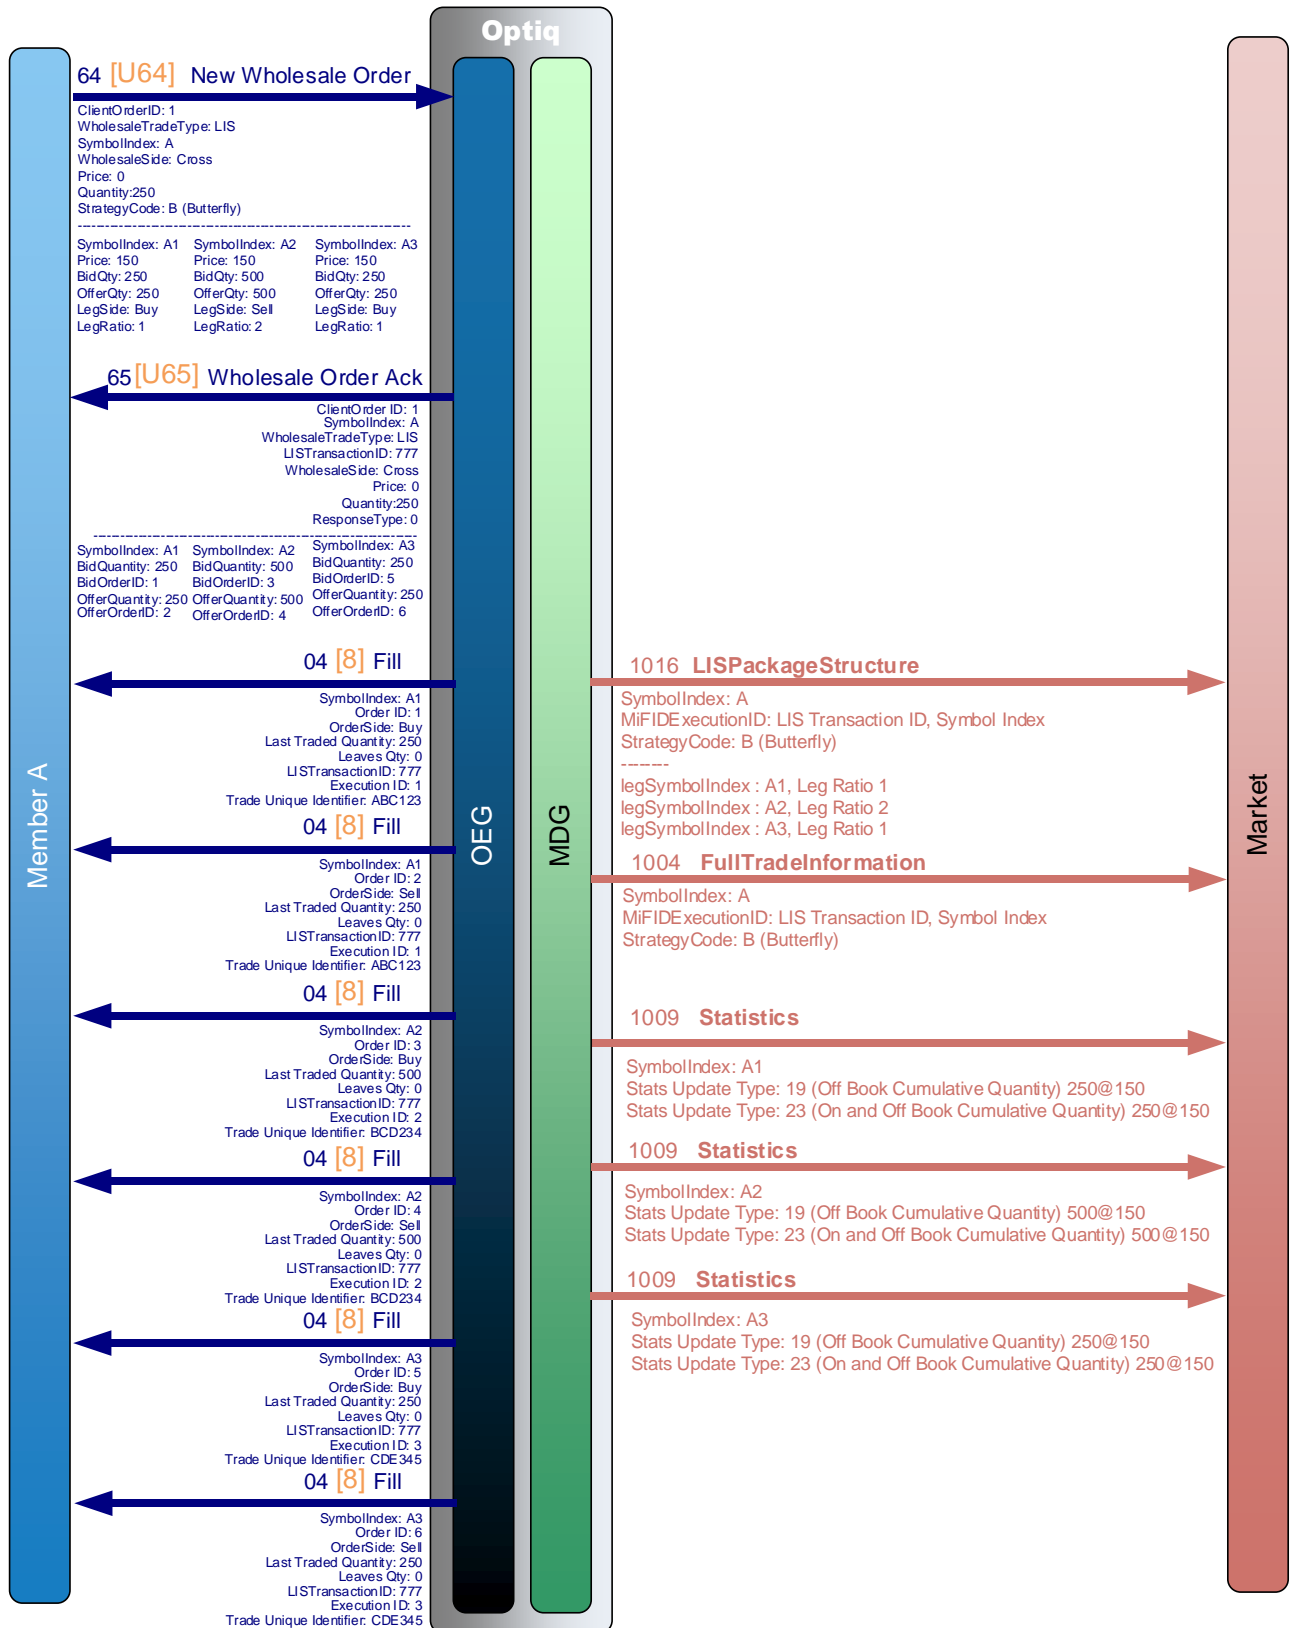 Optiq
64 [U64] New Wholesale Order
ClientOrderID: 1
WholesaleTradeType: LIS
SymbolIndex: A
WholesaleSide: Cross
Price: 0
Quantity:250
StrategyCode: B (Butterfly)
--------------------------------------------------------------------------
SymbolIndex: A1 SymbolIndex: A2 SymbolIndex: A3
Price: 150 Price: 150 Price: 150
BidQty: 250 BidQty: 500 BidQty: 250
OfferQty: 250 OfferQty: 500 OfferQty: 250
LegSide: Buy LegSide: Sell LegSide: Buy
LegRatio: 1 LegRatio: 2 LegRatio: 1
65 [U65] Wholesale Order Ack
ClientOrder ID: 1
SymbolIndex: A
WholesaleTradeType: LIS
LISTransactionID: 777
WholesaleSide: Cross
Price: 0
Quantity:250
ResponseType: 0
------------------------------------------------------------------------
SymbolIndex: A1 SymbolIndex: A2 SymbolIndex: A3
BidQuantity: 250 BidQuantity: 500 BidQuantity: 250
BidOrderID: 1 BidOrderID: 3 BidOrderID: 5
OfferQuantity: 250 OfferQuantity: 500 OfferQuantity: 250
OfferOrderID: 2 OfferOrderID: 4 OfferOrderID: 6
04 [8] Fill
SymbolIndex: A1
Order ID: 1
OrderSide: Buy
Last Traded Quantity: 250
Leaves Qty: 0
LISTransactionID: 777
Execution ID: 1
Trade Unique Identifier: ABC123
04 [8] Fill
SymbolIndex: A1
Order ID: 2
OrderSide: Sell
Last Traded Quantity: 250
Leaves Qty: 0
LISTransactionID: 777
Execution ID: 1
Trade Unique Identifier: ABC123
04 [8] Fill
SymbolIndex: A2
Order ID: 3
OrderSide: Buy
Last Traded Quantity: 500
Leaves Qty: 0
LISTransactionID: 777
Execution ID: 2
Trade Unique Identifier: BCD234
04 [8] Fill
SymbolIndex: A2
Order ID: 4
OrderSide: Sell
Last Traded Quantity: 500
Leaves Qty: 0
LISTransactionID: 777
Execution ID: 2
Trade Unique Identifier: BCD234
04 [8] Fill
SymbolIndex: A3
Order ID: 5
OrderSide: Buy
Last Traded Quantity: 250
Leaves Qty: 0
LISTransactionID: 777
Execution ID: 3
Trade Unique Identifier: CDE345
04 [8] Fill
SymbolIndex: A3
Order ID: 6
OrderSide: Sell
Last Traded Quantity: 250
Leaves Qty: 0
LISTransactionID: 777
Execution ID: 3
Trade Unique Identifier: CDE345
Member A
OEG
MDG
1016 LISPackageStructure
SymbolIndex: A
MiFIDExecutionID: LIS Transaction ID, Symbol Index
StrategyCode: B (Butterfly)
--------
legSymbolIndex : A1, Leg Ratio 1
legSymbolIndex : A2, Leg Ratio 2
legSymbolIndex : A3, Leg Ratio 1
1004 FullTradeInformation
SymbolIndex: A
MiFIDExecutionID: LIS Transaction ID, Symbol Index
StrategyCode: B (Butterfly)
1009 Statistics
SymbolIndex: A1
Stats Update Type: 19 (Off Book Cumulative Quantity) 250@150
Stats Update Type: 23 (On and Off Book Cumulative Quantity) 250@150
1009 Statistics
SymbolIndex: A2
Stats Update Type: 19 (Off Book Cumulative Quantity) 500@150
Stats Update Type: 23 (On and Off Book Cumulative Quantity) 500@150
1009 Statistics
SymbolIndex: A3
Stats Update Type: 19 (Off Book Cumulative Quantity) 250@150
Stats Update Type: 23 (On and Off Book Cumulative Quantity) 250@150
Market